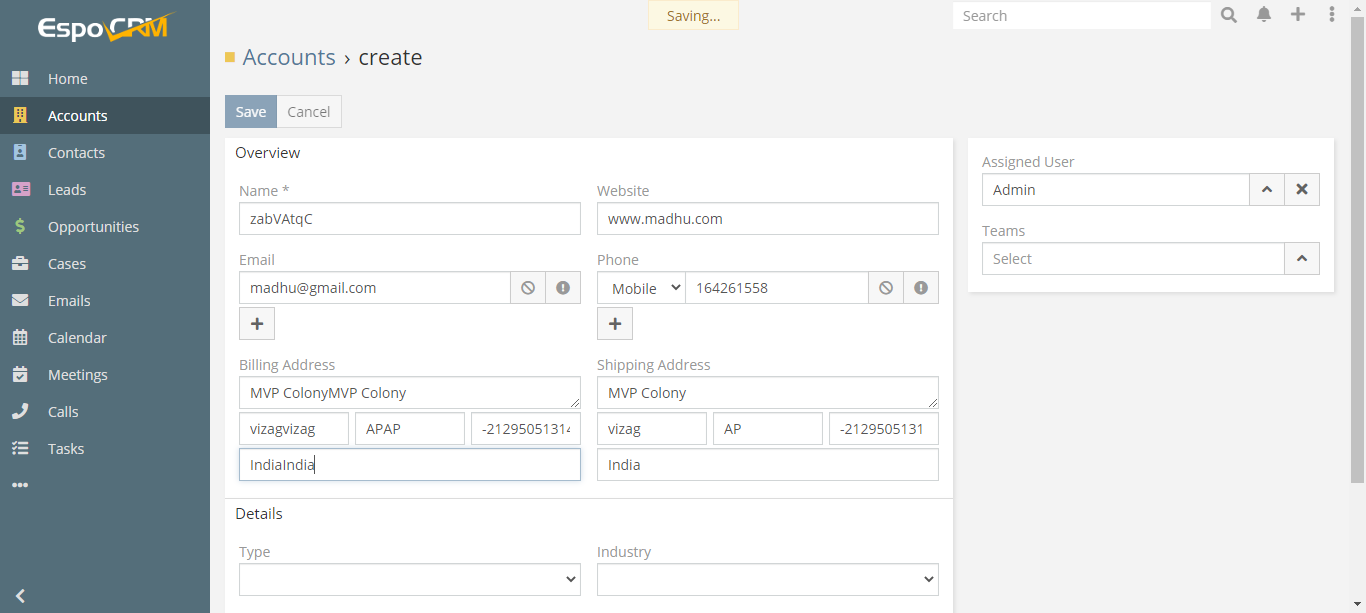 EspoCRM
Saving...
Search
Accounts › create
Home
Accounts
Contacts
Leads
Opportunities
Cases
Emails
Calendar
Meetings
Calls
Tasks
Save
Cancel
Overview
Name *
Website
zabVAtqC
www.madhu.com
Email
Phone
madhu@gmail.com
Mobile
164261558
Billing Address
Shipping Address
MVP ColonyMVP Colony
MVP Colony
vizagvizag
APAP
-2129505131
vizag
AP
-2129505131
IndiaIndia
India
Details
Type
Industry
Assigned User
Admin
Teams
Select